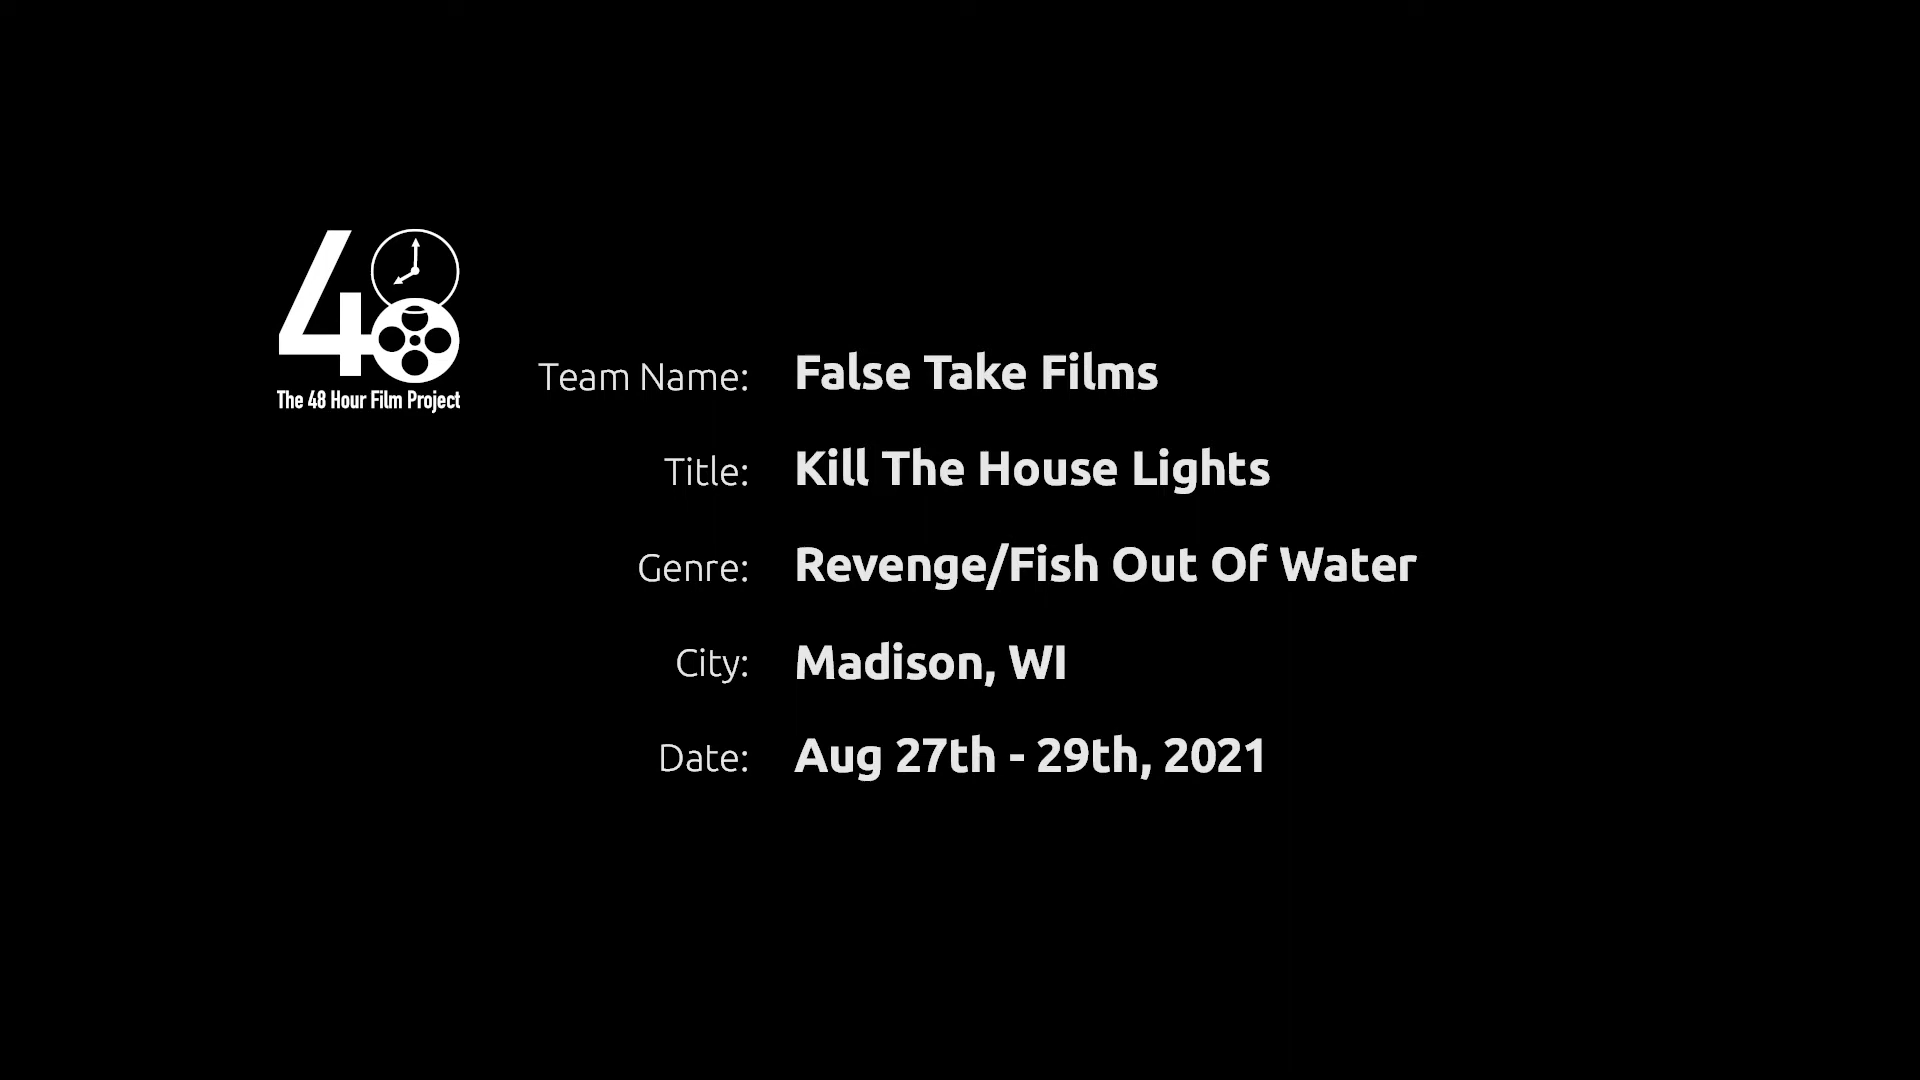 48
The 48 Hour Film Project
Team Name: False Take Films
Title: Kill The House Lights
Genre: Revenge/Fish Out Of Water
City: Madison, WI
Date: Aug 27th - 29th, 2021